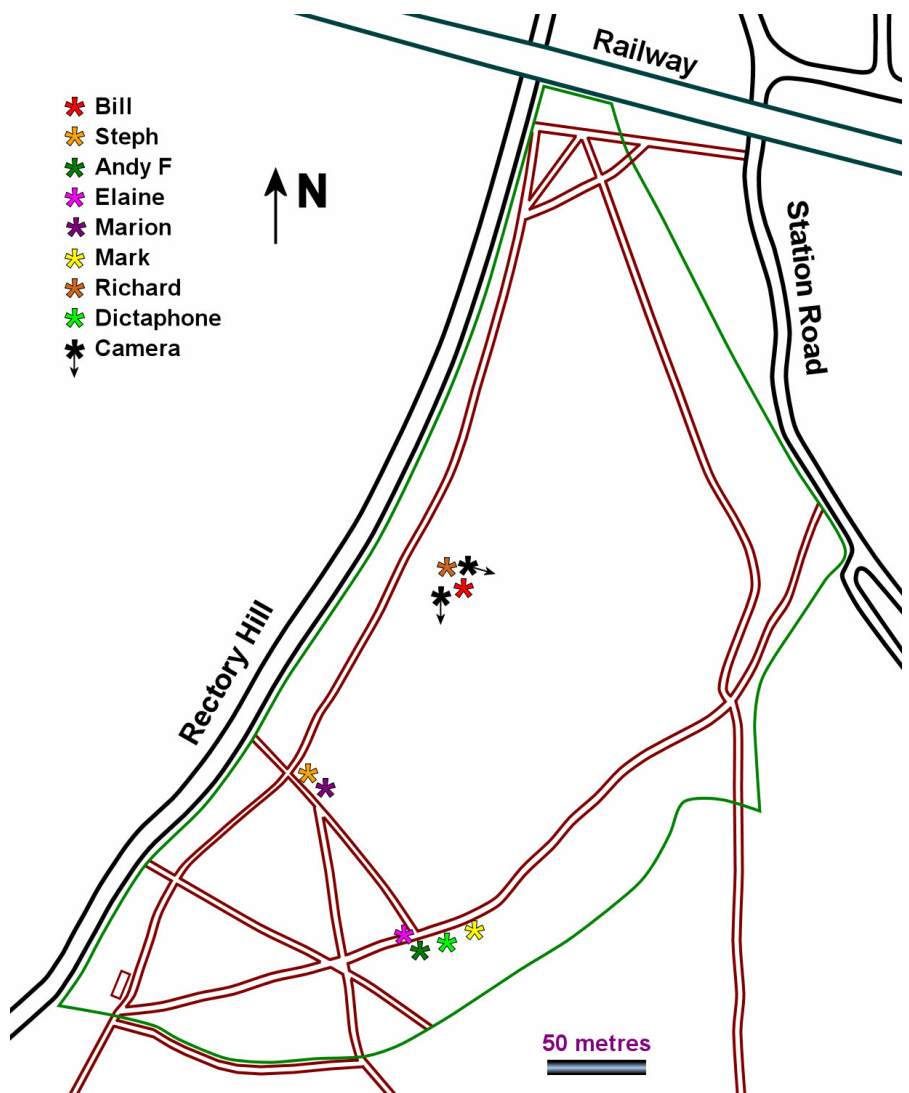 Railway
Bill
Steph
Andy F
Elaine
Marion
Mark
Richard
Dictaphone
Camera
N
Station Road
Rectory Hill
50 metres